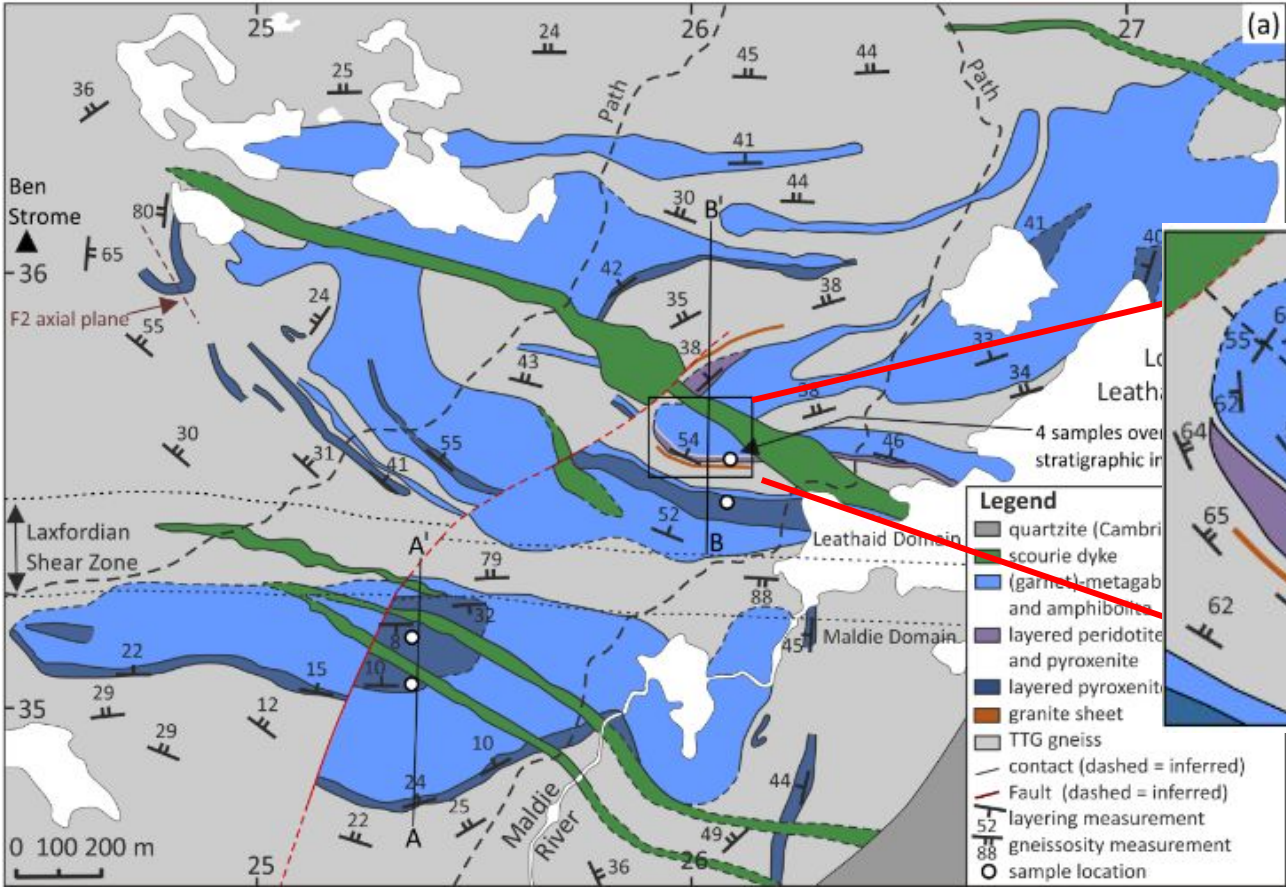 25
26
27
(a)
24
25
45
44
36
Path
Path
41
Ben
Strome
80
30
B'
44
41
40
65
36
42
38
F2 axial plane
24
35
55
43
38
33
34
55
62
64
65
62
38
54
46
4 samples over
stratigraphic in
30
31
41
55
52
B
Leathaid Domain
Laxfordian
Shear Zone
A'
79
88
32
8
Maldie Domain
45
22
15
10
29
12
35
29
10
24
25
22
A
44
49
36
Maldie
River
0 100 200 m
25
26
Legend
quartzite (Cambri
scourie dyke
(garnet)-metagab
and amphibolite
layered peridotite
and pyroxenite
layered pyroxenite
granite sheet
TTG gneiss
contact (dashed = inferred)
Fault (dashed = inferred)
layering measurement
52
gneissosity measurement
88
sample location